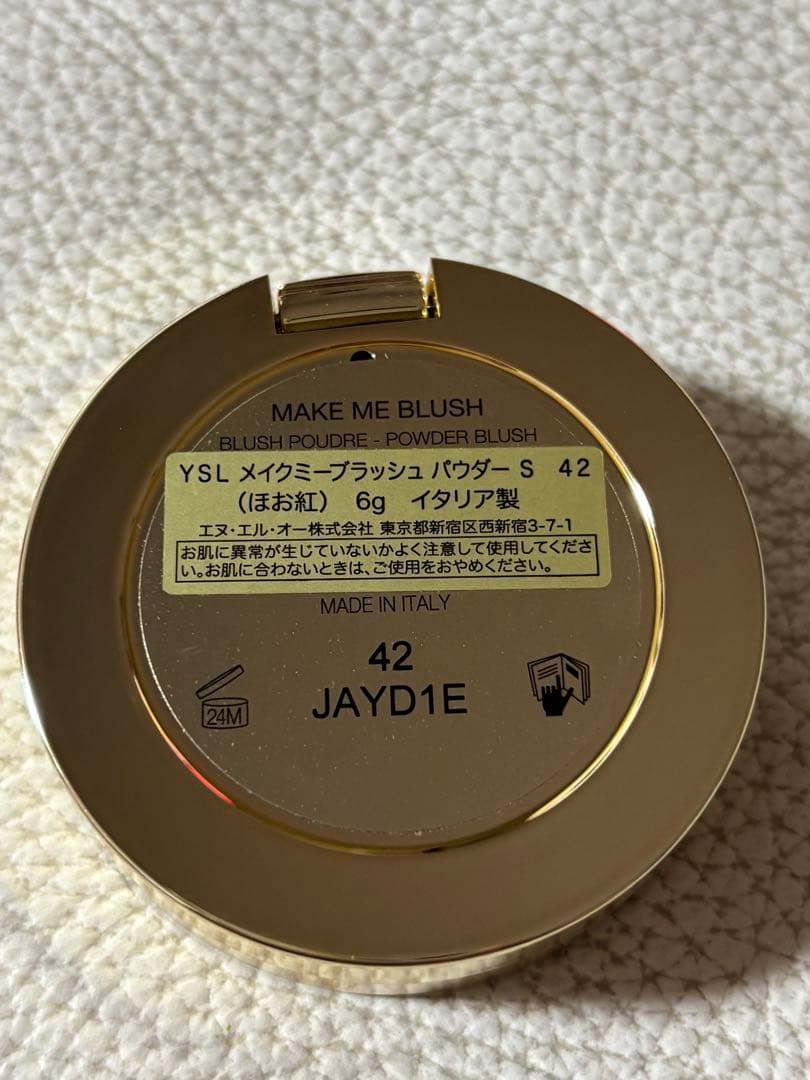 MAKE ME BLUSH
BLUSH POUDRE - POWDER BLUSH
YSL メイクミーブラッシュ パウダー S 42
（ほお紅） 6g イタリア製
エヌ・エル・オー株式会社 東京都新宿区西新宿3-7-1
お肌に異常が生じていないかよく注意して使用してくださ
い。お肌に合わないときは、ご使用をおやめください。
MADE IN ITALY
42
24M
JAYD1E